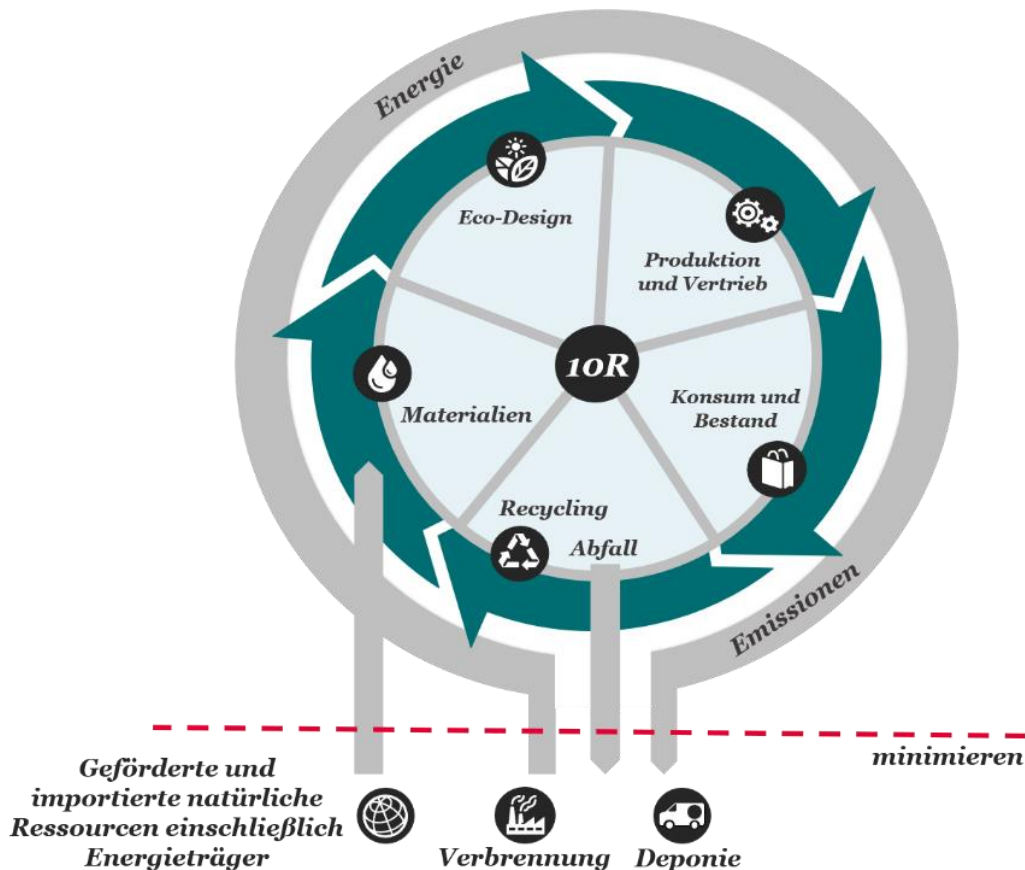 Energie
Eco-Design
Produktion
und Vertrieb
10R
Konsum und
Bestand
Materialien
Recycling
Abfall
Emissionen
minimieren
Geförderte und
importierte natürliche
Ressourcen einschließlich
Energieträger
Verbrennung
Deponie